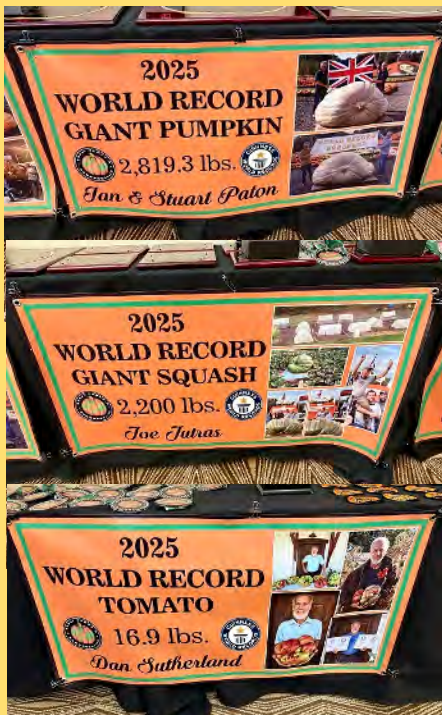 2025
WORLD RECORD
GIANT PUMPKIN
2,819.3 lbs.
Ian & Stuart Paton
2025
WORLD RECORD
GIANT SQUASH
2,200 lbs.
Joe Jutras
2025
WORLD RECORD
TOMATO
16.9 lbs.
Dan Sutherland